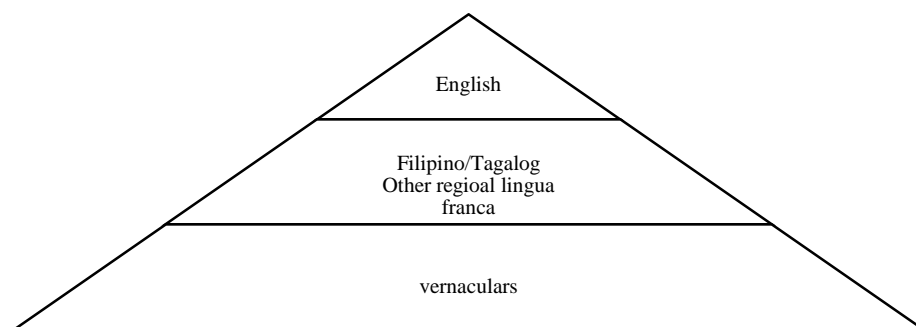 English
Filipino/Tagalog
Other regioal lingua
franca
vernaculars